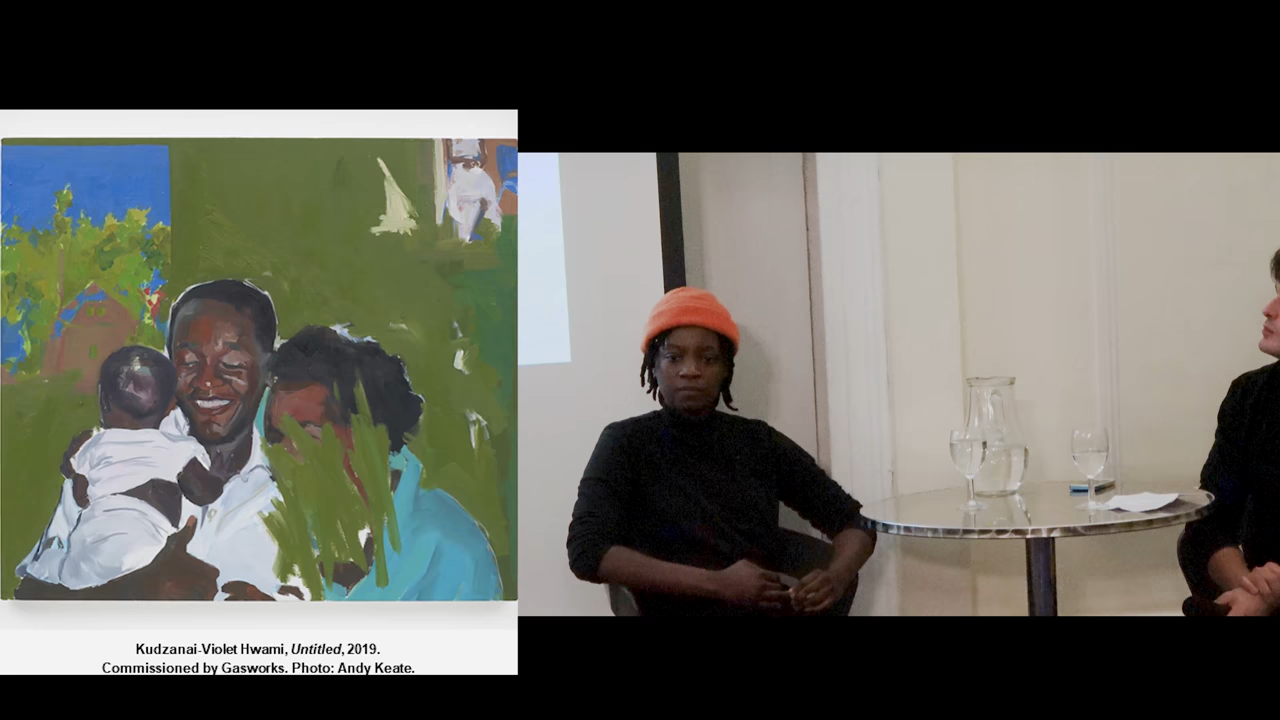 Kudzanai-Violet Hwami, Untitled, 2019.
Commissioned by Gasworks. Photo: Andy Keate.